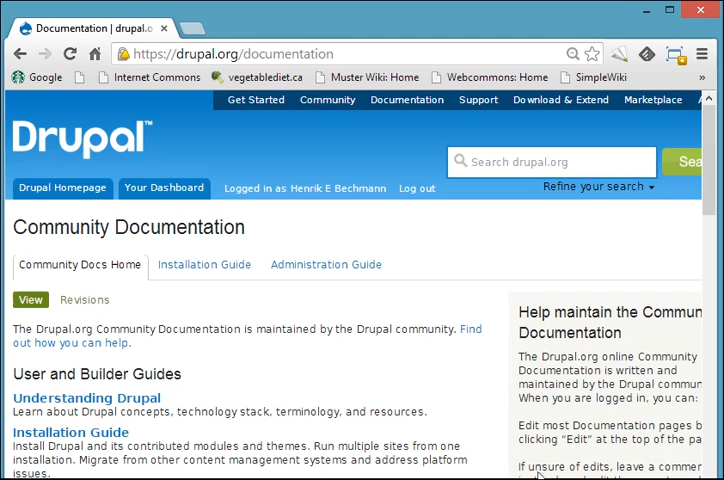 Documentation | drupal.o
https://drupal.org/documentation
Google
Internet Commons
vegetablediet.ca
Muster Wiki: Home
Webcommons: Home
SimpleWiki
»
Get Started
Community
Documentation
Support
Download & Extend
Marketplace
Drupal™
Search drupal.org
Sea
Refine your search
Drupal Homepage
Your Dashboard
Logged in as Henrik E Bechmann
Log out
Community Documentation
Community Docs Home
Installation Guide
Administration Guide
View
Revisions
The Drupal.org Community Documentation is maintained by the Drupal community. Find
out how you can help.
User and Builder Guides
Understanding Drupal
Learn about Drupal concepts, technology stack, terminology, and resources.
Installation Guide
Install Drupal and its contributed modules and themes. Run multiple sites from one
installation. Migrate from other content management systems and address platform
issues.
Help maintain the Commun
Documentation
The Drupal.org online Community
Documentation is written and
maintained by the Drupal commu
When you are logged in, you can:
Edit most Documentation pages b
clicking "Edit" at the top of the pa
If unsure of edits, leave a commer